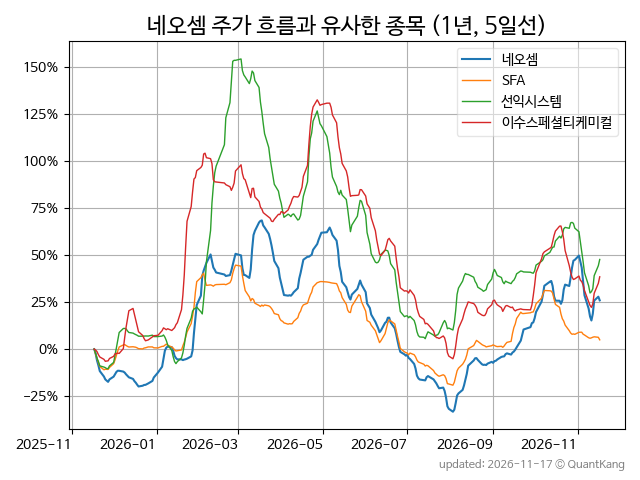 네오셈 주가 흐름과 유사한 종목 (1년, 5일선)
네오셈
SFA
선익시스템
이수스페셜티케미컬
150%
125%
100%
75%
50%
25%
0%
−25%
2025-11
2026-01
2026-03
2026-05
2026-07
2026-09
2026-11
updated: 2026-11-17 © QuantKang